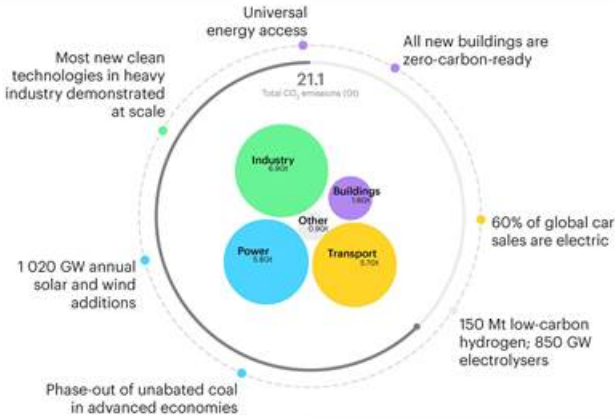 Universal
energy access
All new buildings are
zero-carbon-ready
Most new clean
technologies in heavy
industry demonstrated
at scale
21.1
Total CO₂ emissions (Gt)
Industry
6.9Gt
Buildings
1.8Gt
Other
0.9Gt
Power
5.8Gt
Transport
5.7Gt
60% of global car
sales are electric
1 020 GW annual
solar and wind
additions
150 Mt low-carbon
hydrogen; 850 GW
electrolysers
Phase-out of unabated coal
in advanced economies